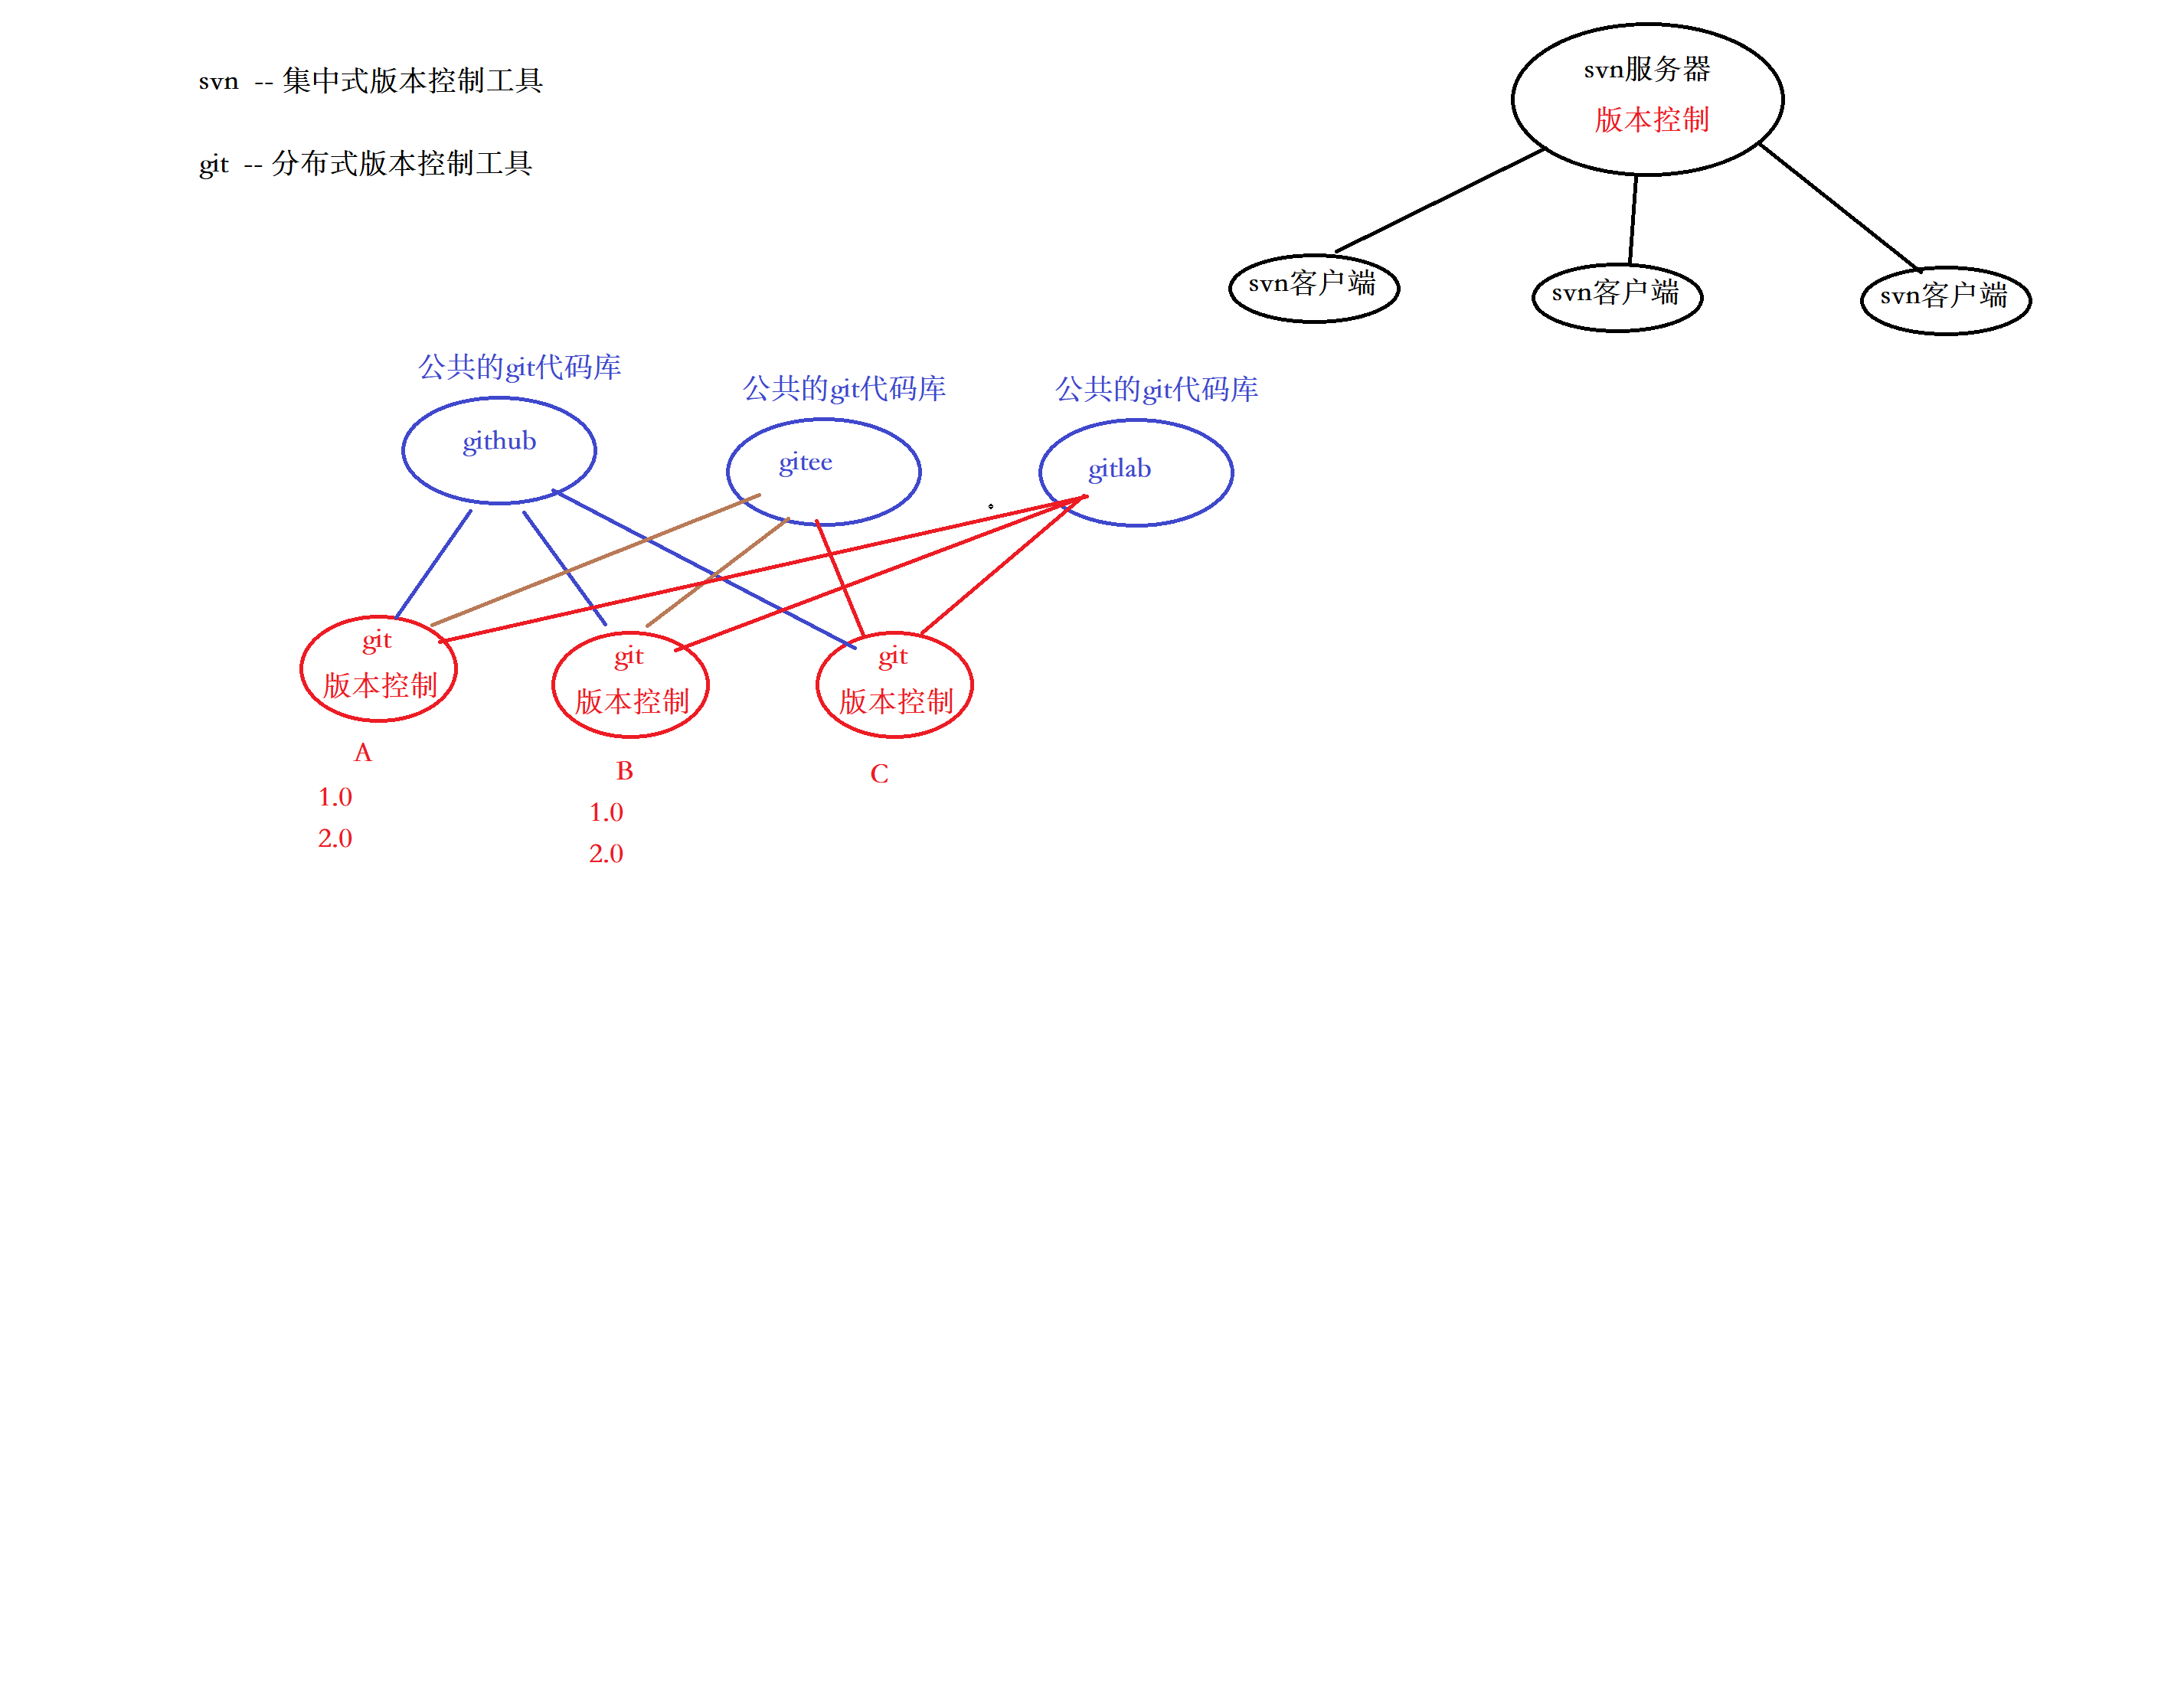 svn -- 集中式版本控制工具
git -- 分布式版本控制工具
svn服务器
版本控制
svn客户端
svn客户端
svn客户端
公共的git代码库
公共的git代码库
公共的git代码库
github
gitee
gitlab
git
版本控制
git
版本控制
git
版本控制
A
1.0
2.0
B
1.0
2.0
C